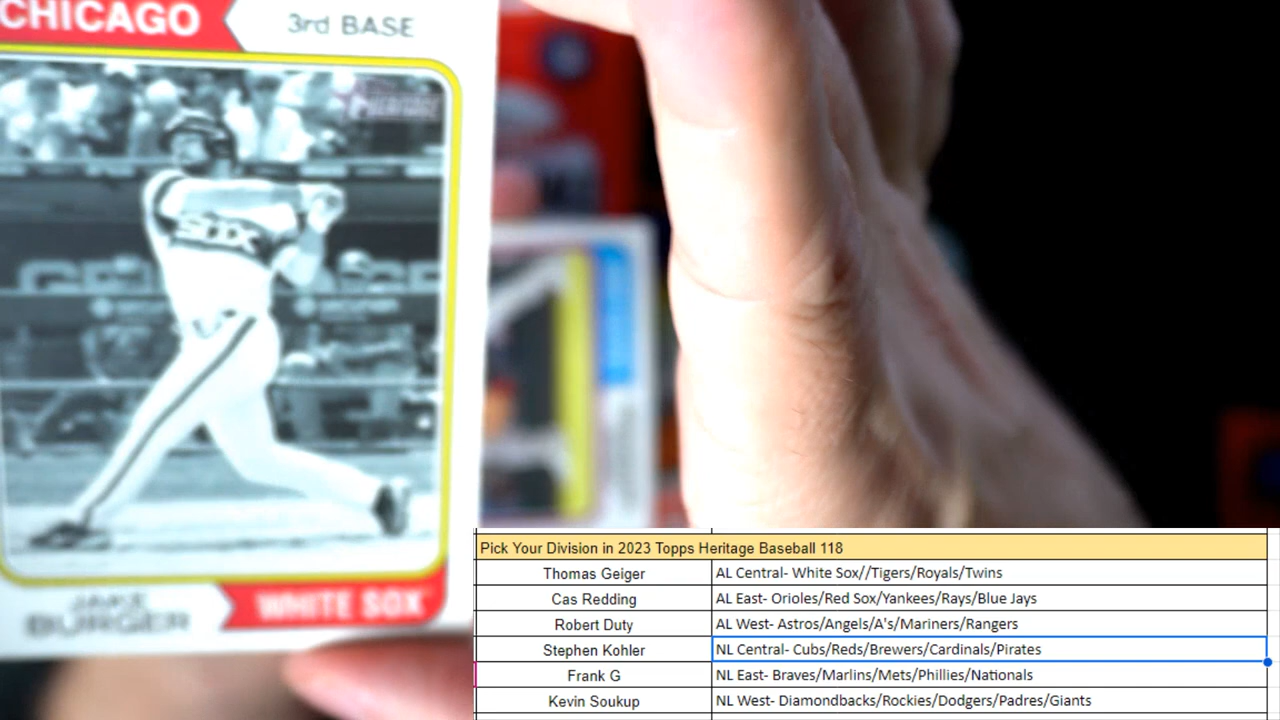 CHICAGO
3rd BASE
HERITAGE
SOX
JAKE
BURGER
WHITE SOX
Pick Your Division in 2023 Topps Heritage Baseball 118
Thomas Geiger AL Central- White Sox//Tigers/Royals/Twins
Cas Redding AL East- Orioles/Red Sox/Yankees/Rays/Blue Jays
Robert Duty AL West- Astros/Angels/A's/Mariners/Rangers
Stephen Kohler NL Central- Cubs/Reds/Brewers/Cardinals/Pirates
Frank G NL East- Braves/Marlins/Mets/Phillies/Nationals
Kevin Soukup NL West- Diamondbacks/Rockies/Dodgers/Padres/Giants